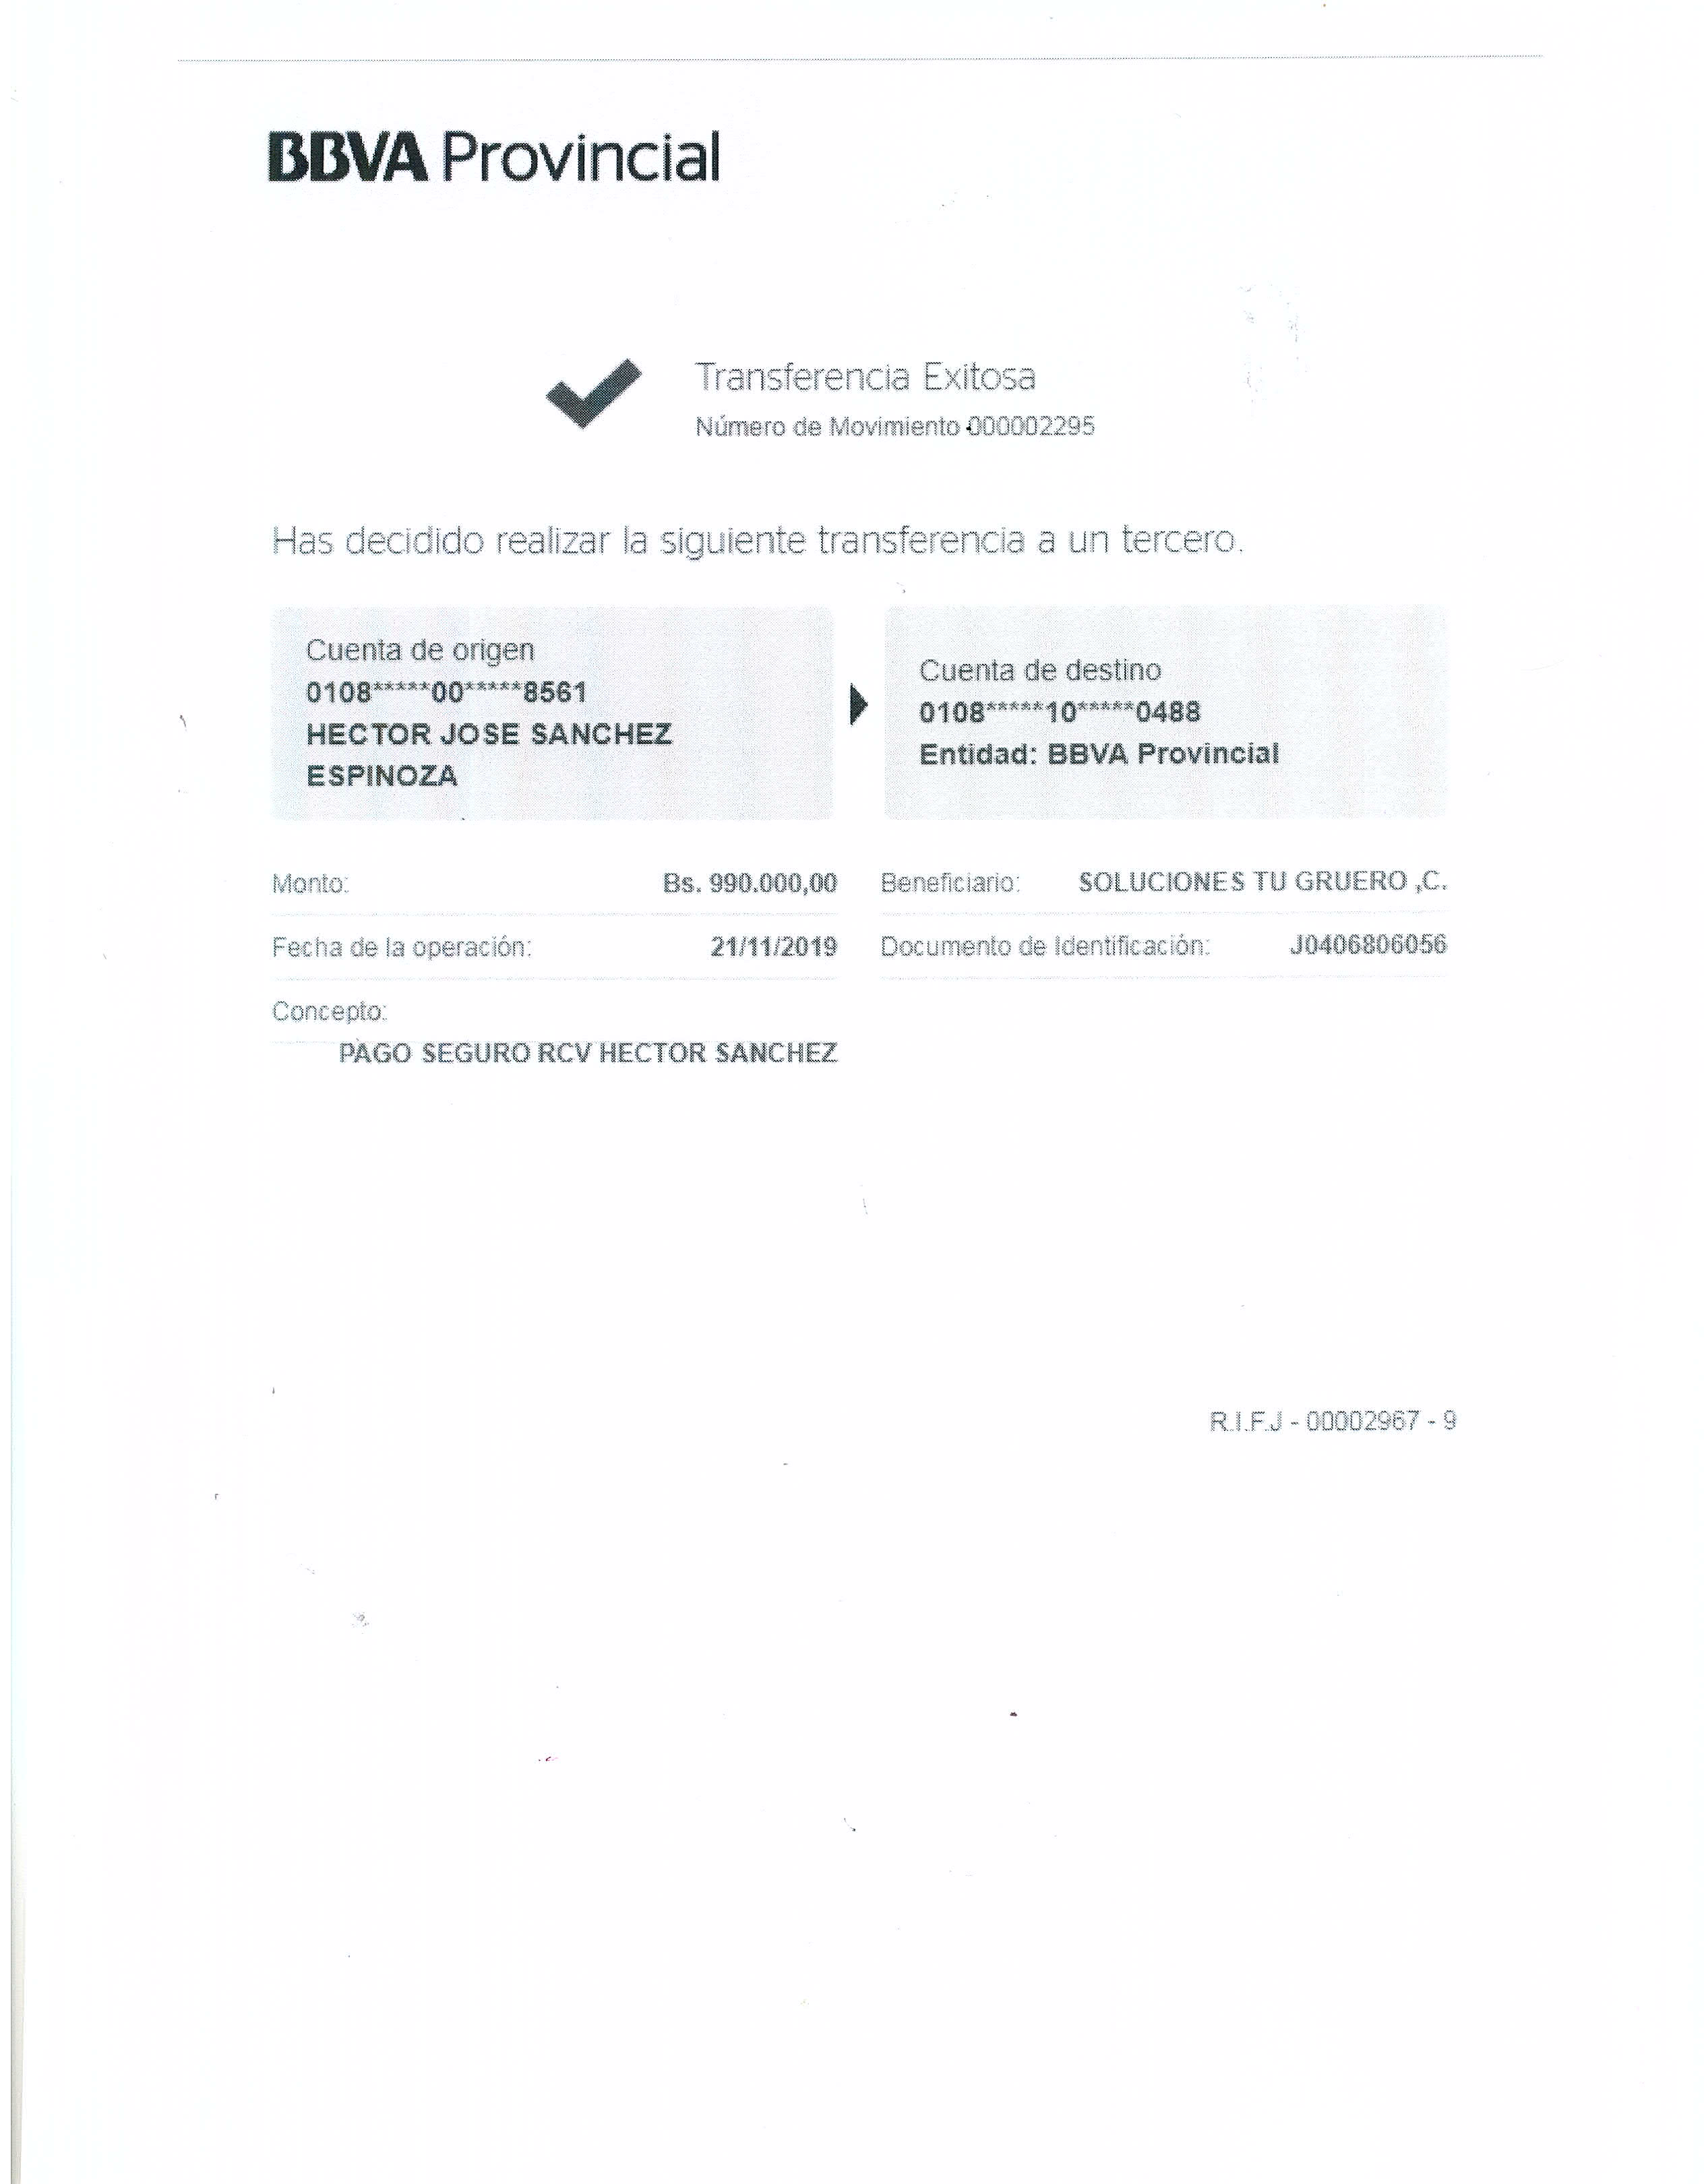 BBVA Provincial
Transferencia Exitosa
Número de Movimiento 000002295
Has decidido realizar la siguiente transferencia a un tercero.
Cuenta de origen
0108*****00*****8561
HECTOR JOSE SANCHEZ
ESPINOZA
Cuenta de destino
0108*****10*****0488
Entidad: BBVA Provincial
Monto: Bs. 990.000,00
Fecha de la operación: 21/11/2019
Concepto:
PAGO SEGURO RCV HECTOR SANCHEZ
Beneficiario: SOLUCIONES TU GRUERO ,C.
Documento de Identificación: J0406806056
R.I.F.J - 00002967 - 9